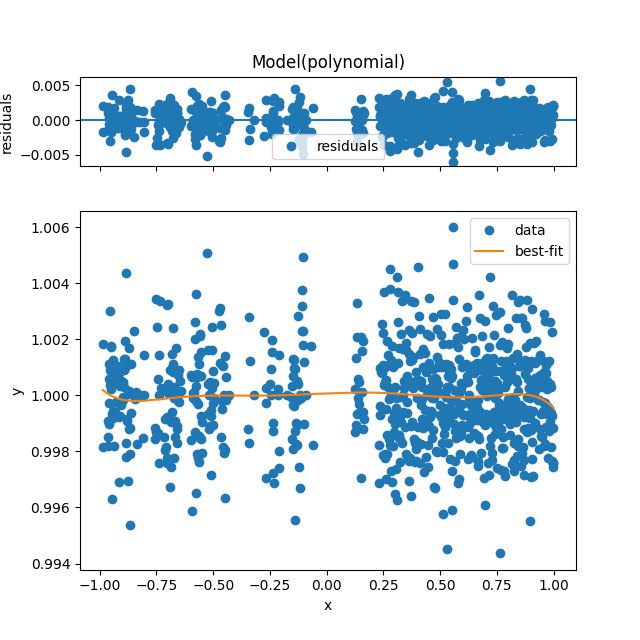 Model(polynomial)
residuals
0.005
0.000
−0.005
residuals
y
1.006
1.004
1.002
1.000
0.998
0.996
0.994
data
best-fit
−1.00 −0.75 −0.50 −0.25 0.00 0.25 0.50 0.75 1.00
x